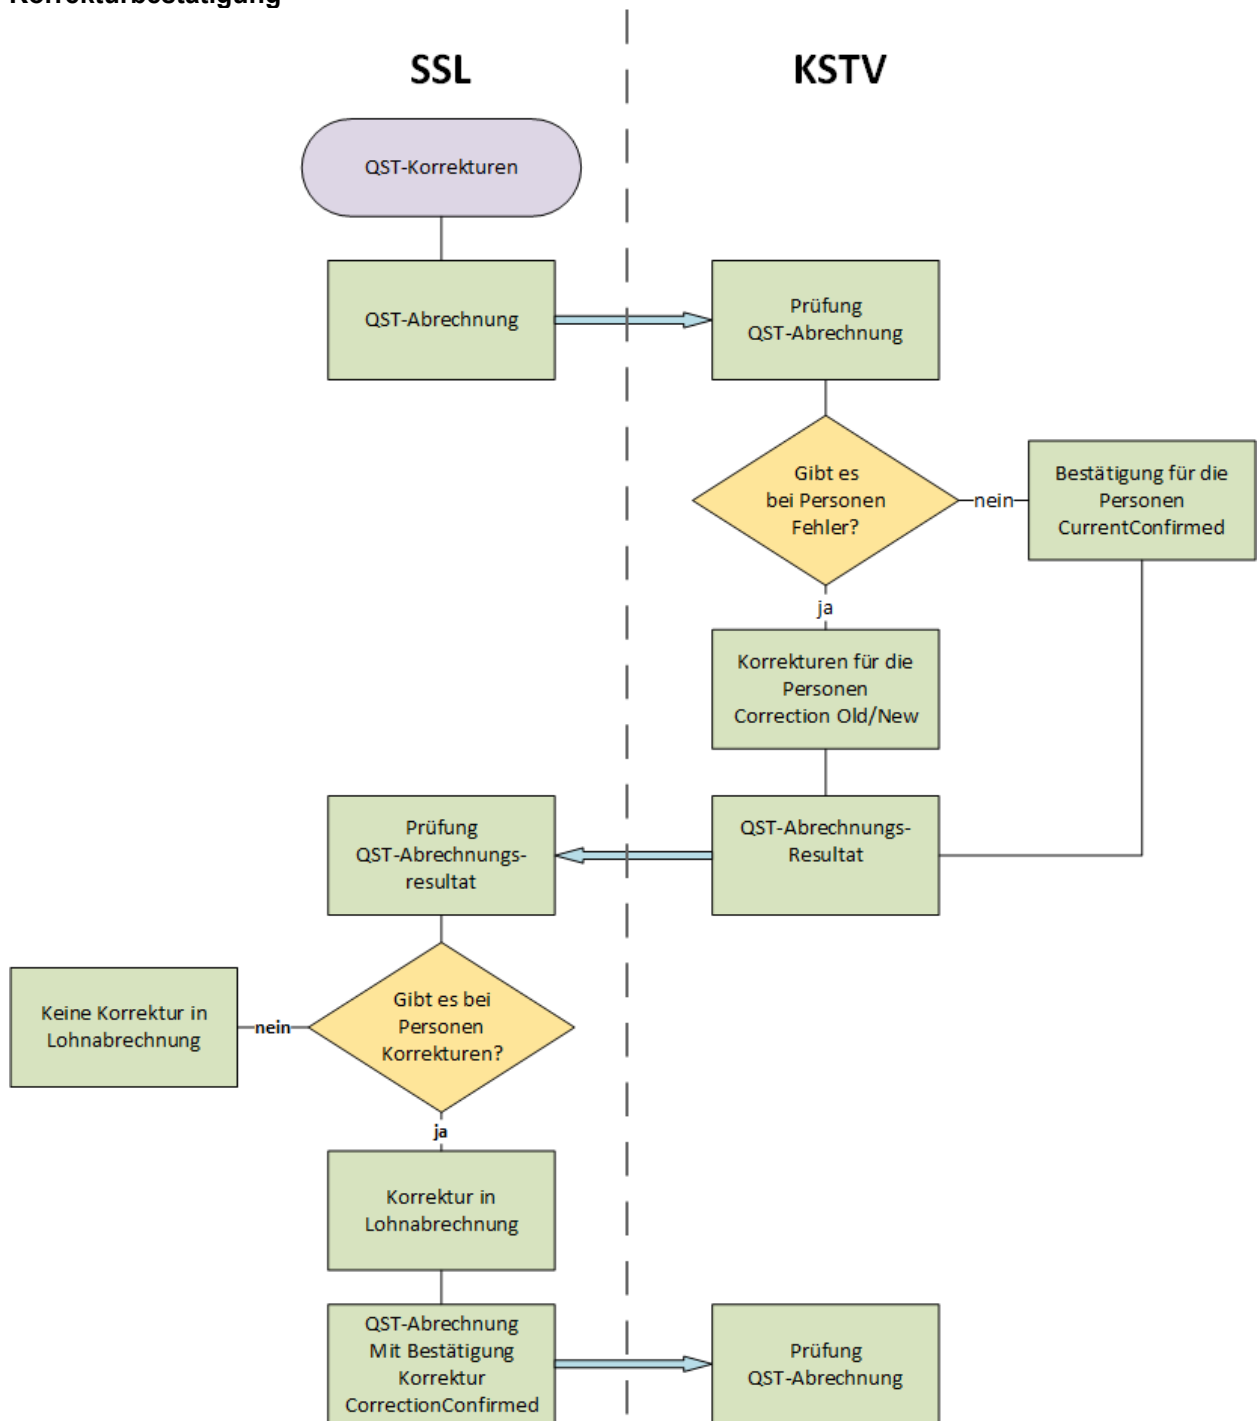 Korrekturbestätigung
SSL
KSTV
QST-Korrekturen
QST-Abrechnung
Prüfung
QST-Abrechnung
Gibt es
bei Personen
Fehler?
nein
Bestätigung für die
Personen
CurrentConfirmed
ja
Korrekturen für die
Personen
Correction Old/New
QST-Abrechnungs-
Resultat
Prüfung
QST-Abrechnungs-
resultat
Gibt es bei
Personen
Korrekturen?
nein
Keine Korrektur in
Lohnabrechnung
ja
Korrektur in
Lohnabrechnung
QST-Abrechnung
Mit Bestätigung
Korrektur
CorrectionConfirmed
Prüfung
QST-Abrechnung